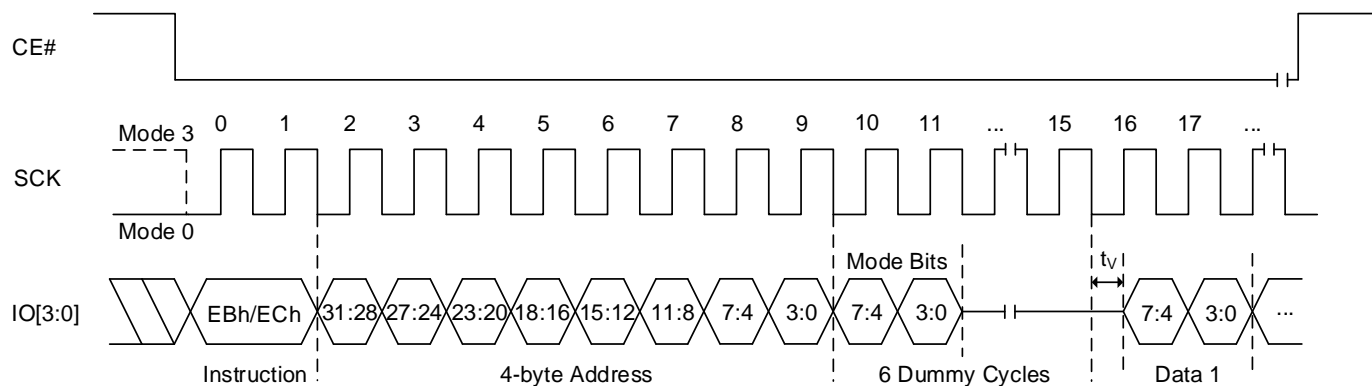 CE#
0 1 2 3 4 5 6 7 8 9 10 11 ... 15 16 17 ...
Mode 3
SCK
Mode 0
Mode Bits tV
IO[3:0] EBh/ECh 31:28 27:24 23:20 18:16 15:12 11:8 7:4 3:0 7:4 3:0 7:4 3:0 ...
Instruction 4-byte Address 6 Dummy Cycles Data 1